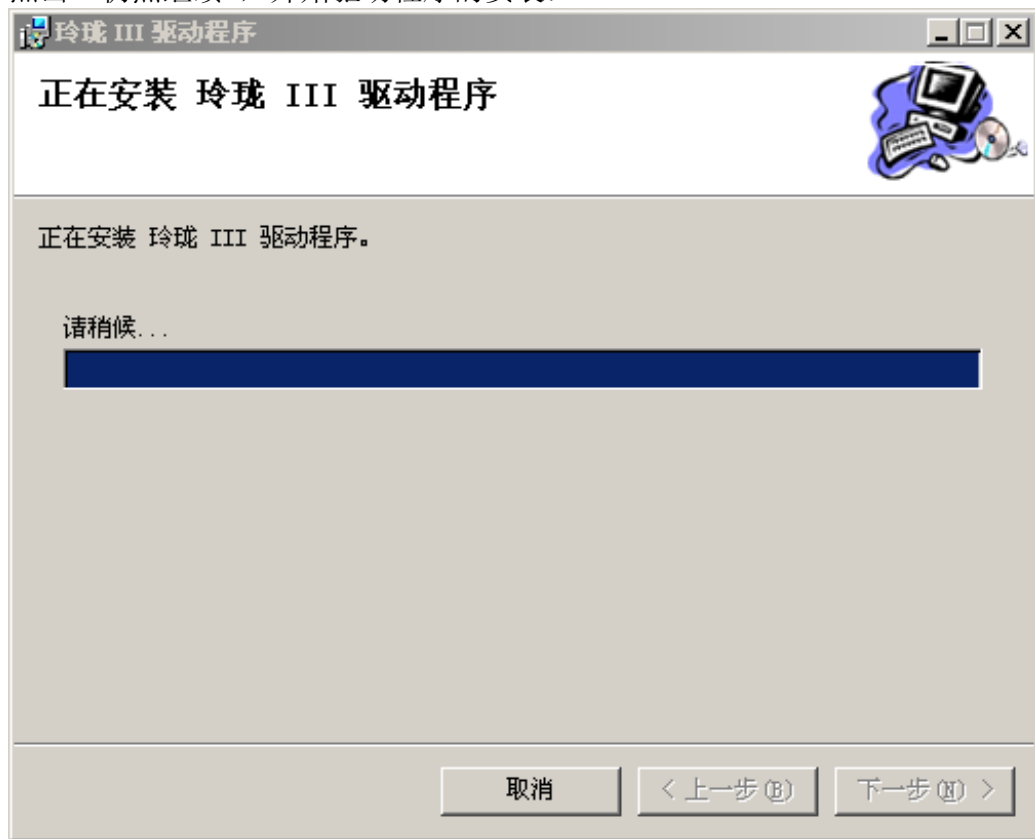 玲珑 III 驱动程序
正在安装 玲珑 III 驱动程序
正在安装 玲珑 III 驱动程序。
请稍候...
取消
< 上一步(B)
下一步(N) >